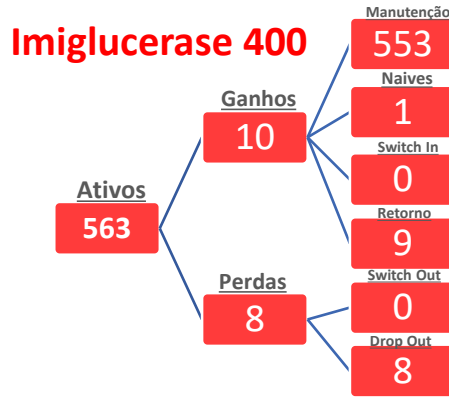 Imiglucerase 400
Ativos
563
Ganhos
10
Perdas
8
Manutenção
553
Naives
1
Switch In
0
Retorno
9
Switch Out
0
Drop Out
8